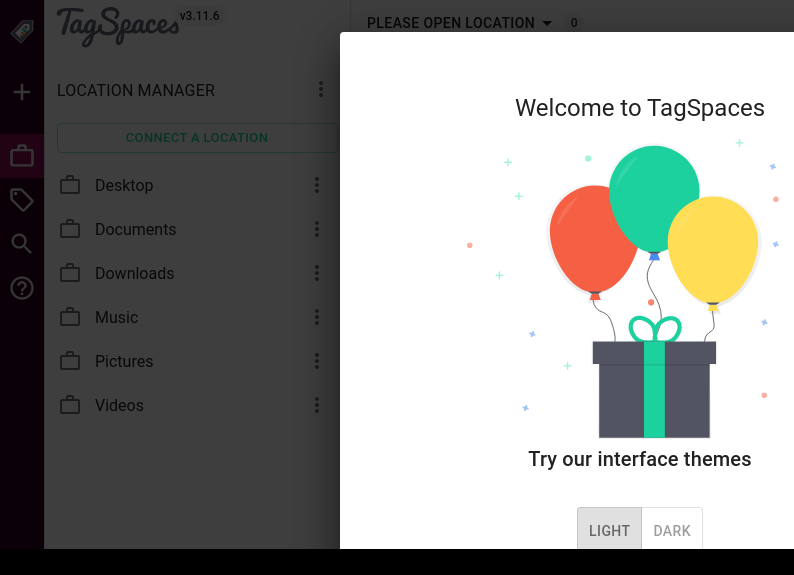 TagSpaces v3.11.6
PLEASE OPEN LOCATION 0
LOCATION MANAGER
CONNECT A LOCATION
Desktop
Documents
Downloads
Music
Pictures
Videos
Welcome to TagSpaces
Try our interface themes
LIGHT DARK